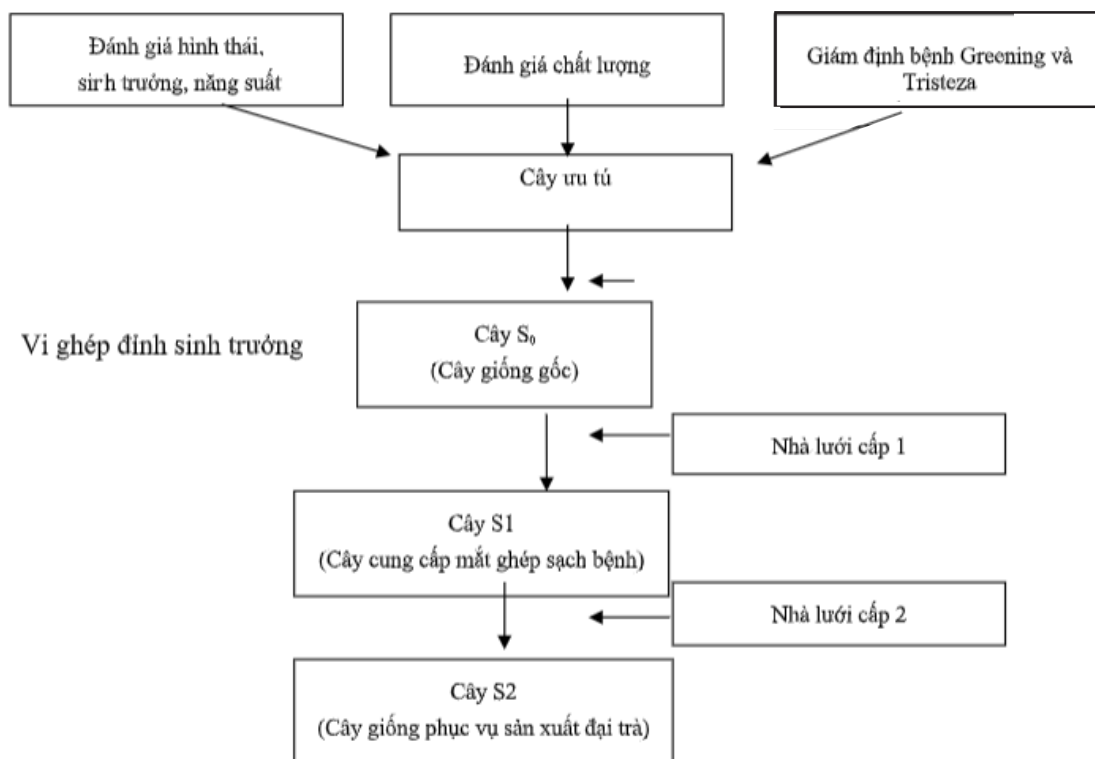 Đánh giá hình thái,
sirh trưởng, năng suất
Đánh giá chất lượng
Giám định bệnh Greening và
Tristeza
Cây ưu tú
Vi ghép đỉnh sinh trưởng
Cây S₀
(Cây giống gốc)
Nhà lưới cấp 1
Cây S1
(Cây cung cấp mắt ghép sạch bệnh)
Nhà lưới cấp 2
Cây S2
(Cây giống phục vụ sản xuất đại trà)